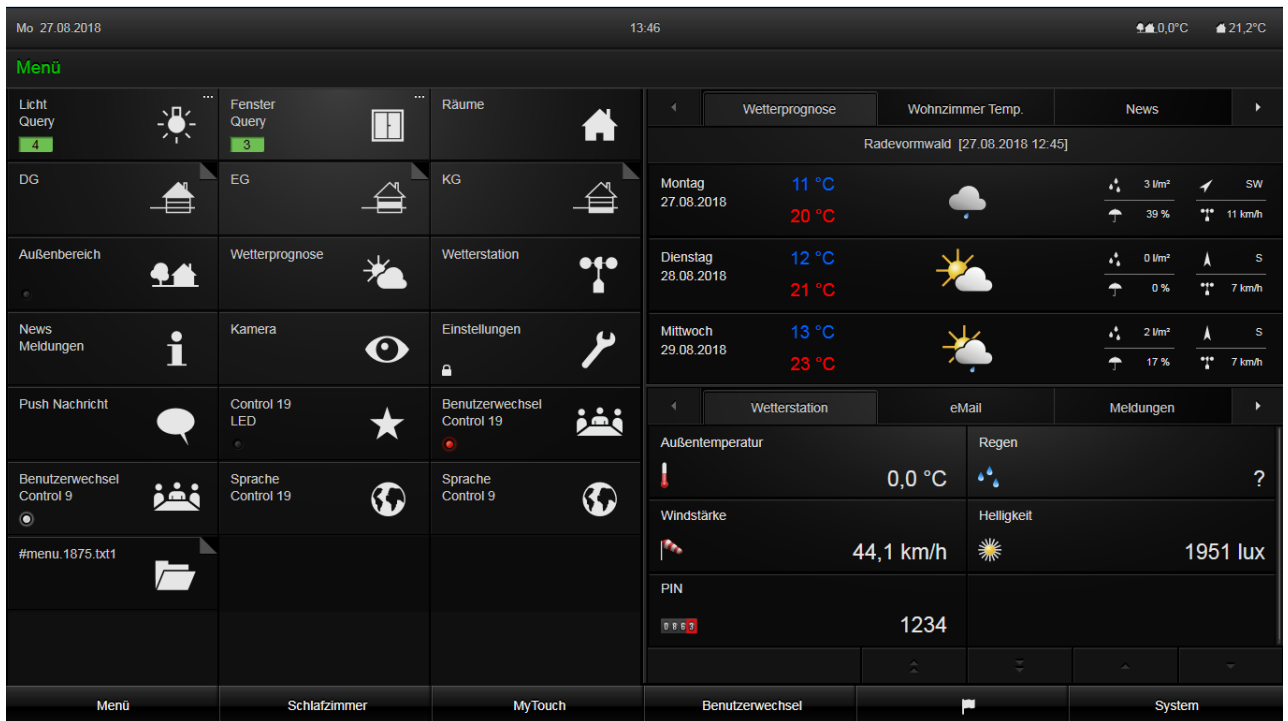 Mo 27.08.2018 13:46 0,0°C 21,2°C
Menü
Licht
Query
4
Fenster
Query
3
Räume
DG
EG
KG
Außenbereich
Wetterprognose
Wetterstation
News
Meldungen
Kamera
Einstellungen
Push Nachricht
Control 19
LED
Benutzerwechsel
Control 19
Benutzerwechsel
Control 9
Sprache
Control 19
Sprache
Control 9
#menu.1875.txt1
Wetterprognose Wohnzimmer Temp. News
Radevormwald [27.08.2018 12:45]
Montag
27.08.2018
11 °C
20 °C
3 l/m² SW
39 % 11 km/h
Dienstag
28.08.2018
12 °C
21 °C
0 l/m² S
0 % 7 km/h
Mittwoch
29.08.2018
13 °C
23 °C
2 l/m² S
17 % 7 km/h
Wetterstation eMail Meldungen
Außentemperatur
0,0 °C
Regen
?
Windstärke
44,1 km/h
Helligkeit
1951 lux
PIN
0863
1234
Menü Schlafzimmer MyTouch Benutzerwechsel System